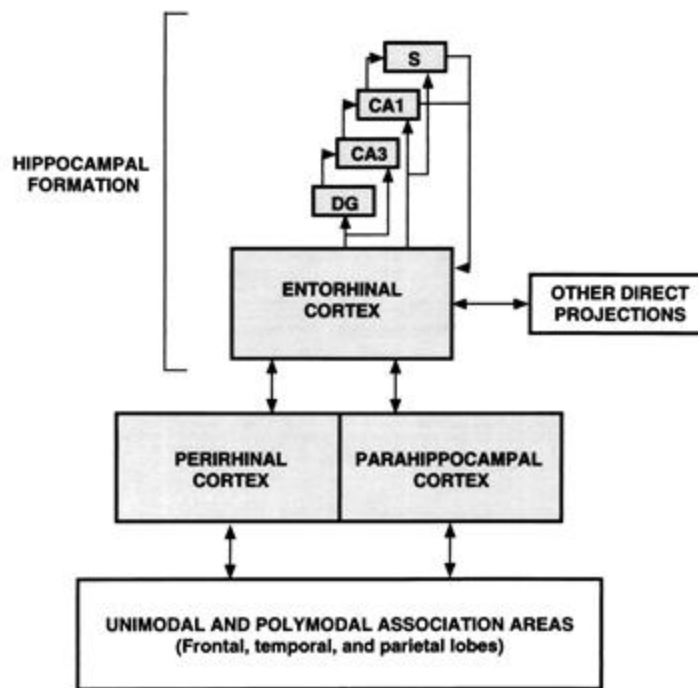 S
CA1
CA3
DG
HIPPOCAMPAL
FORMATION
ENTORHINAL
CORTEX
OTHER DIRECT
PROJECTIONS
PERIRHINAL
CORTEX
PARAHIPPOCAMPAL
CORTEX
UNIMODAL AND POLYMODAL ASSOCIATION AREAS
(Frontal, temporal, and parietal lobes)